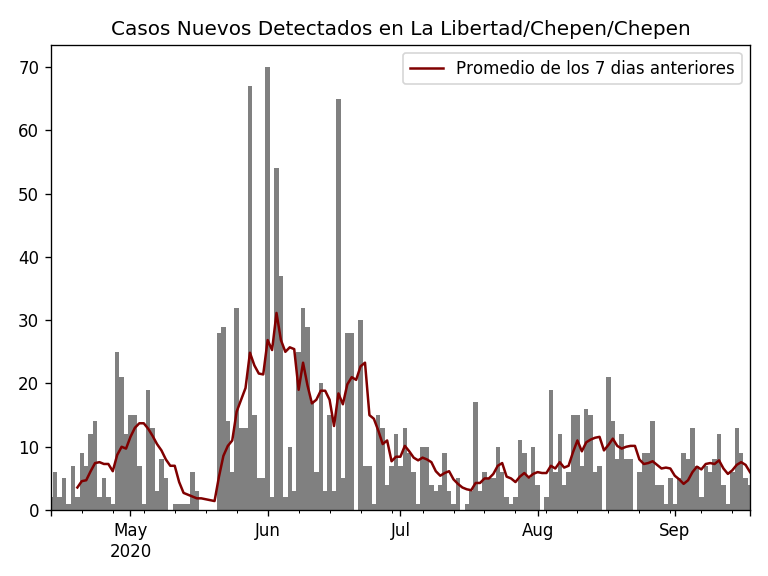 Casos Nuevos Detectados en La Libertad/Chepen/Chepen
Promedio de los 7 dias anteriores
70
60
50
40
30
20
10
0
May
2020
Jun
Jul
Aug
Sep